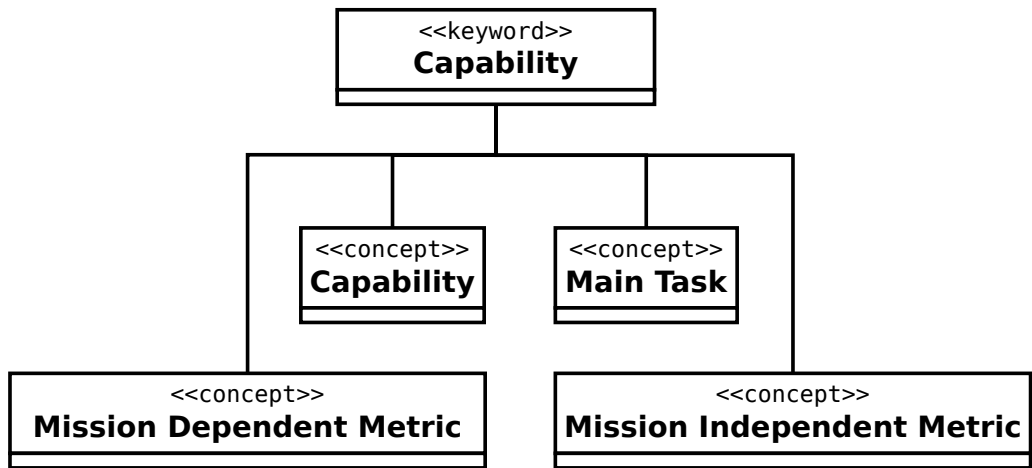 <<keyword>>
Capability
<<concept>>
Capability
<<concept>>
Main Task
<<concept>>
Mission Dependent Metric
<<concept>>
Mission Independent Metric